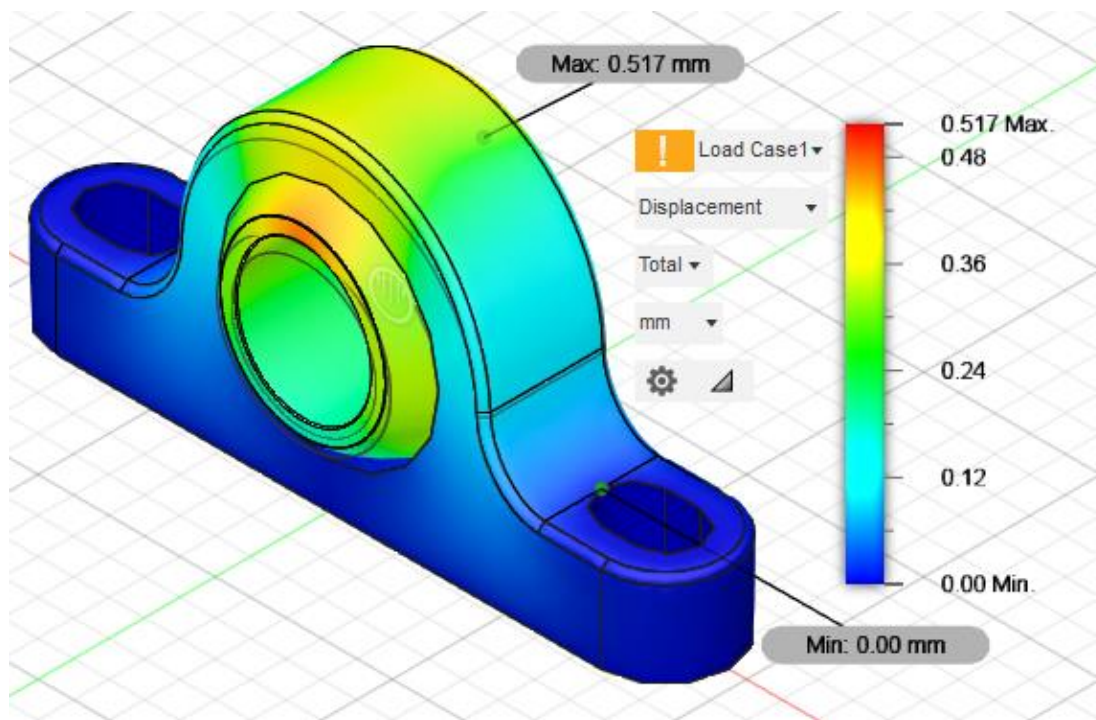 Max: 0.517 mm
! Load Case1
Displacement
Total
mm
0.517 Max.
0.48
0.36
0.24
0.12
0.00 Min.
Min: 0.00 mm